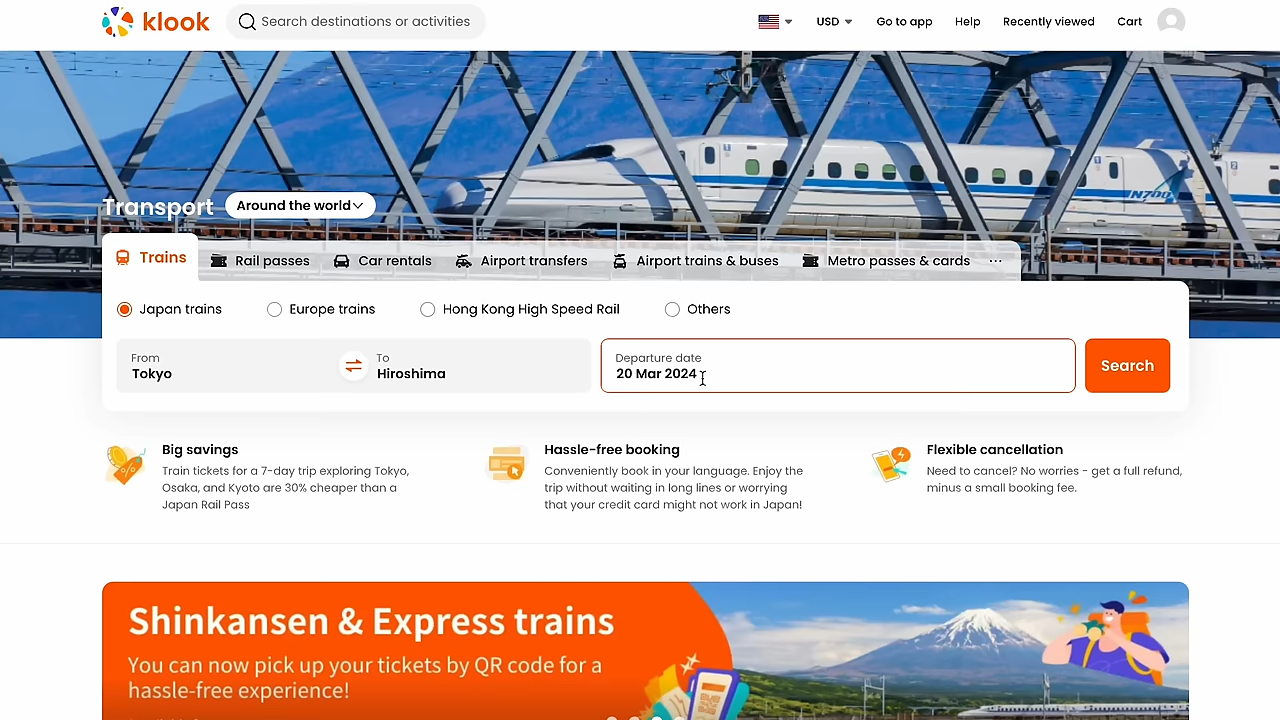 klook
Search destinations or activities
USD
Go to app
Help
Recently viewed
Cart
N700
Transport
Around the world
Trains
Rail passes
Car rentals
Airport transfers
Airport trains & buses
Metro passes & cards
Japan trains
Europe trains
Hong Kong High Speed Rail
Others
From
Tokyo
To
Hiroshima
Departure date
20 Mar 2024
Search
Big savings
Train tickets for a 7-day trip exploring Tokyo,
Osaka, and Kyoto are 30% cheaper than a
Japan Rail Pass
Hassle-free booking
Conveniently book in your language. Enjoy the
trip without waiting in long lines or worrying
that your credit card might not work in Japan!
Flexible cancellation
Need to cancel? No worries - get a full refund,
minus a small booking fee.
Shinkansen & Express trains
You can now pick up your tickets by QR code for a
hassle-free experience!